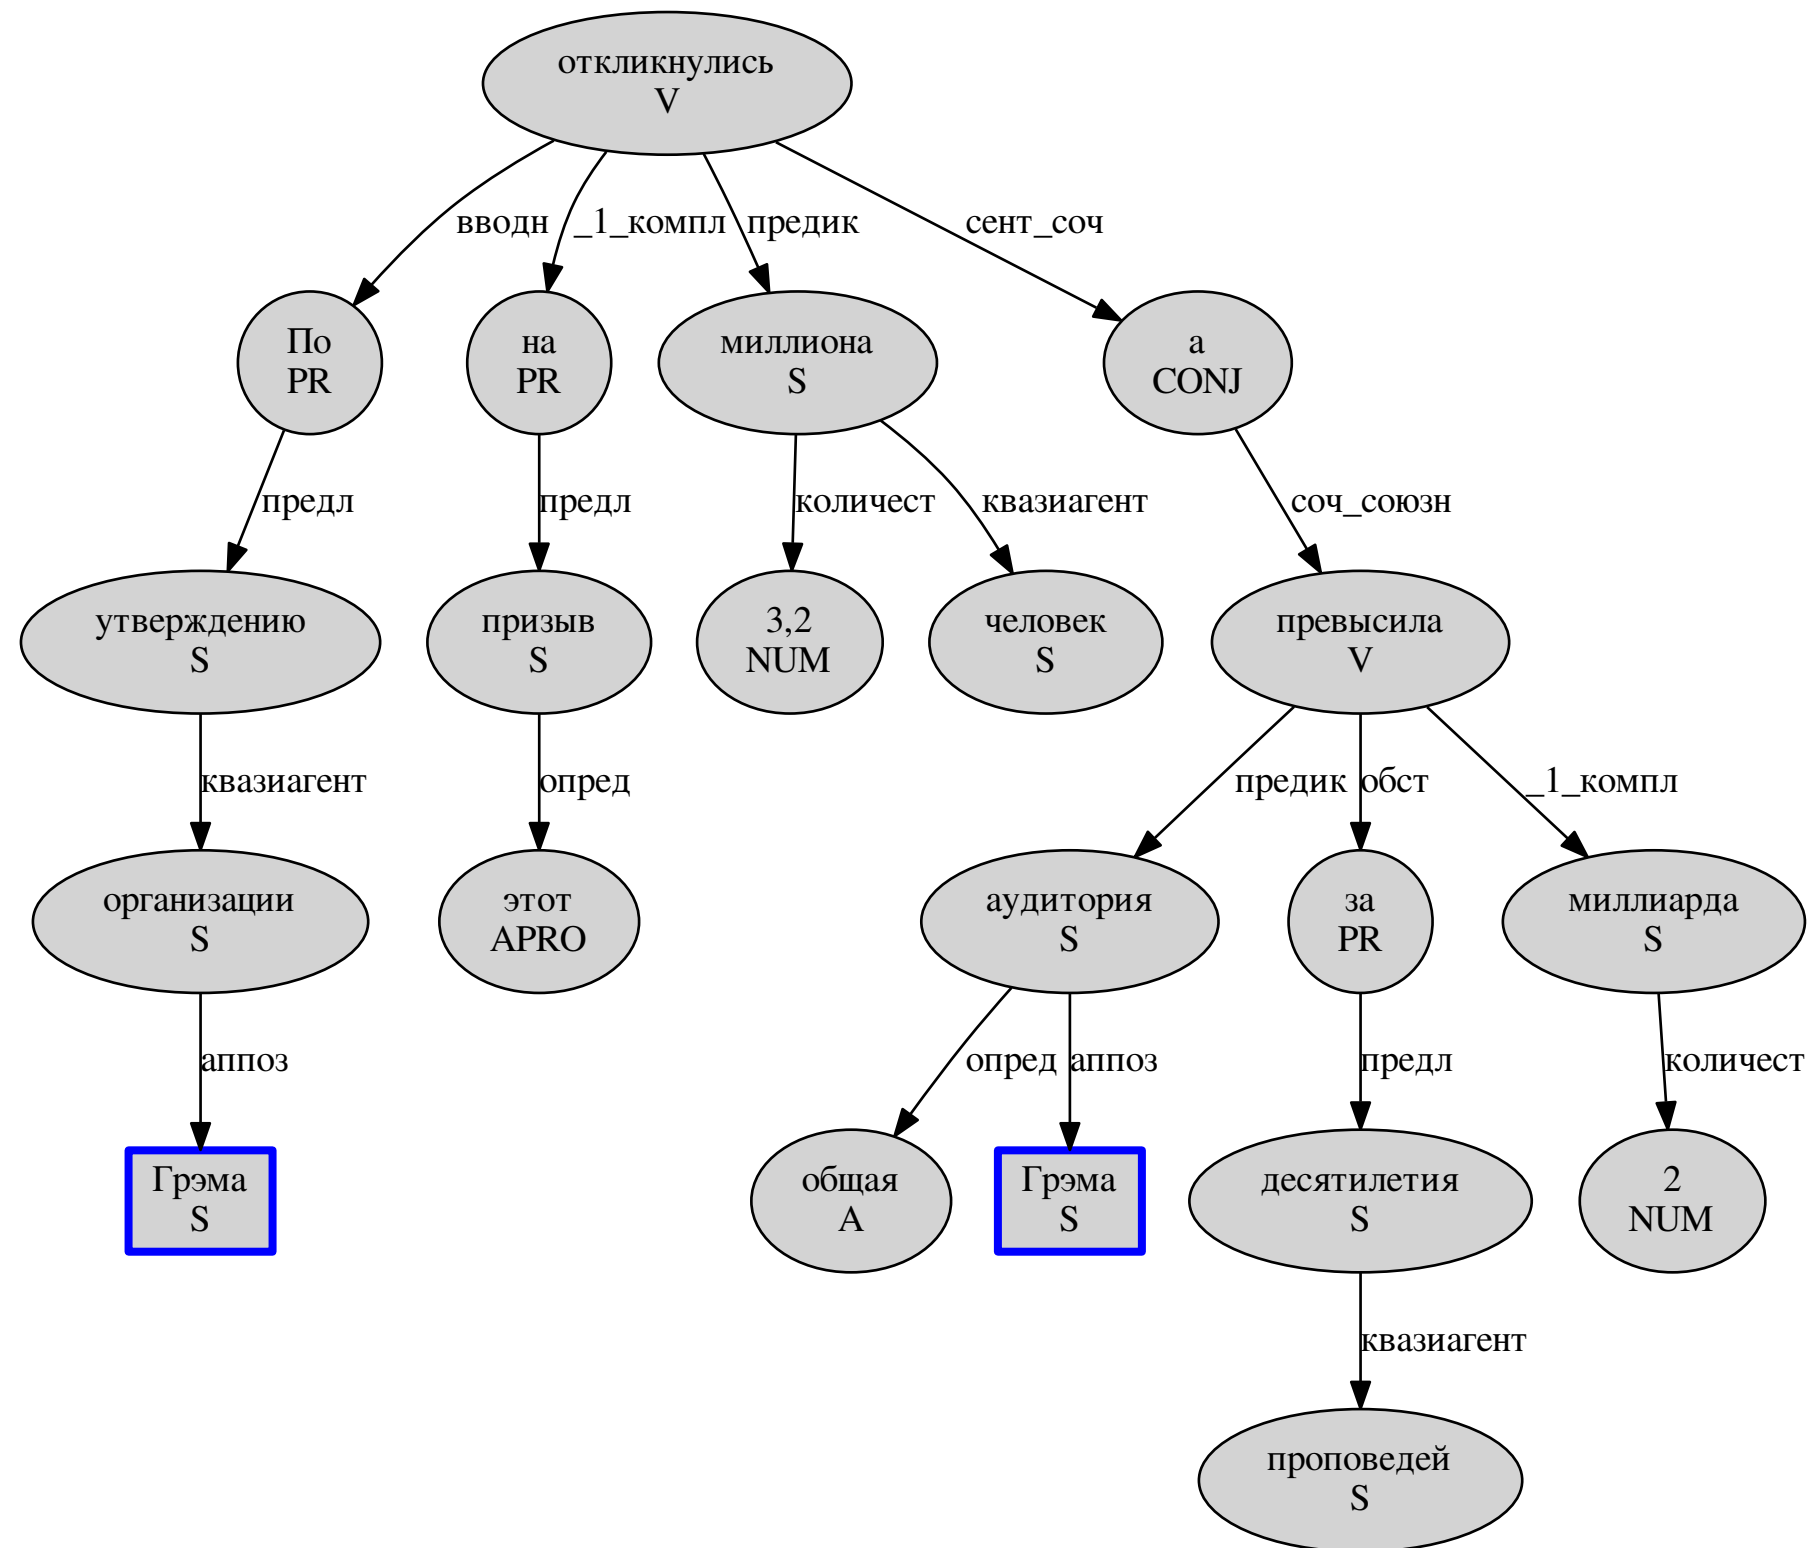 откликнулись
V
вводн
_1_компл
предик
сент_соч
По
PR
на
PR
миллиона
S
а
CONJ
предл
предл
количест
квазиагент
соч_союзн
утверждению
S
призыв
S
3,2
NUM
человек
S
превысила
V
квазиагент
опред
предик
обст
_1_компл
организации
S
этот
APRO
аудитория
S
за
PR
миллиарда
S
аппоз
опред
аппоз
предл
количест
Грэма
S
общая
A
Грэма
S
десятилетия
S
2
NUM
квазиагент
проповедей
S